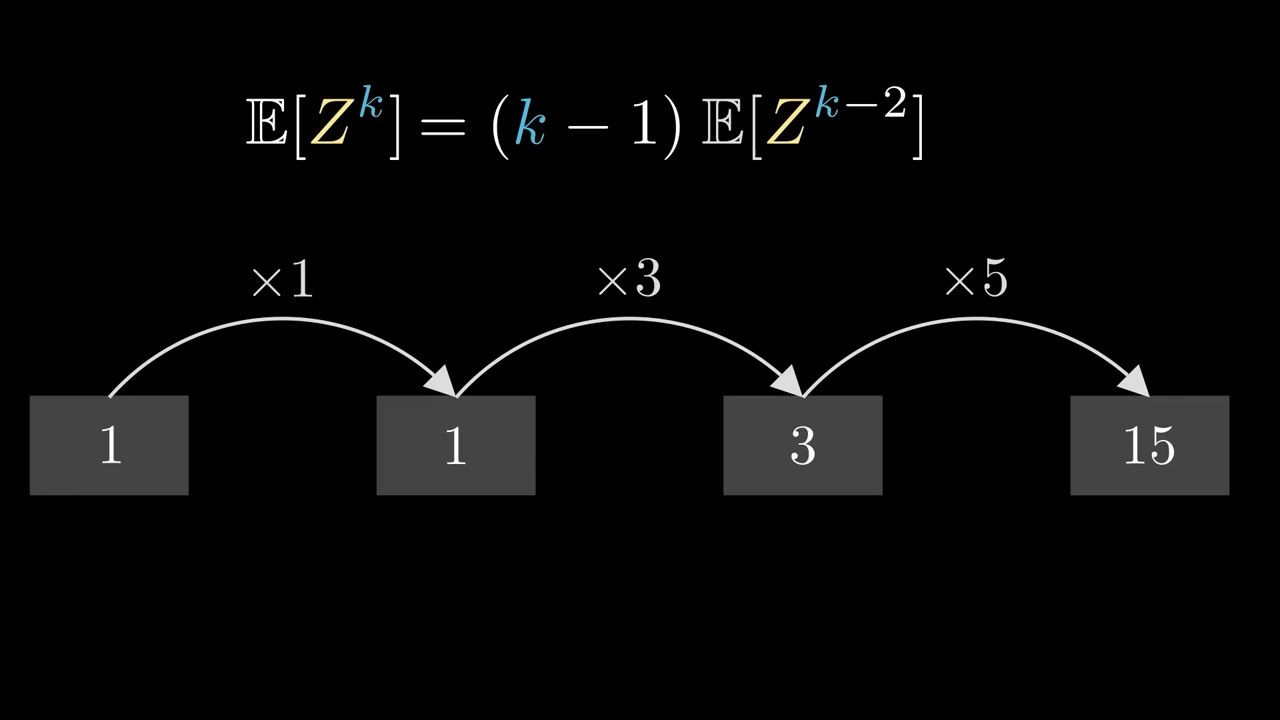 𝔼[Z^k] = (k − 1) 𝔼[Z^{k−2}]
×1 ×3 ×5
1 1 3 15